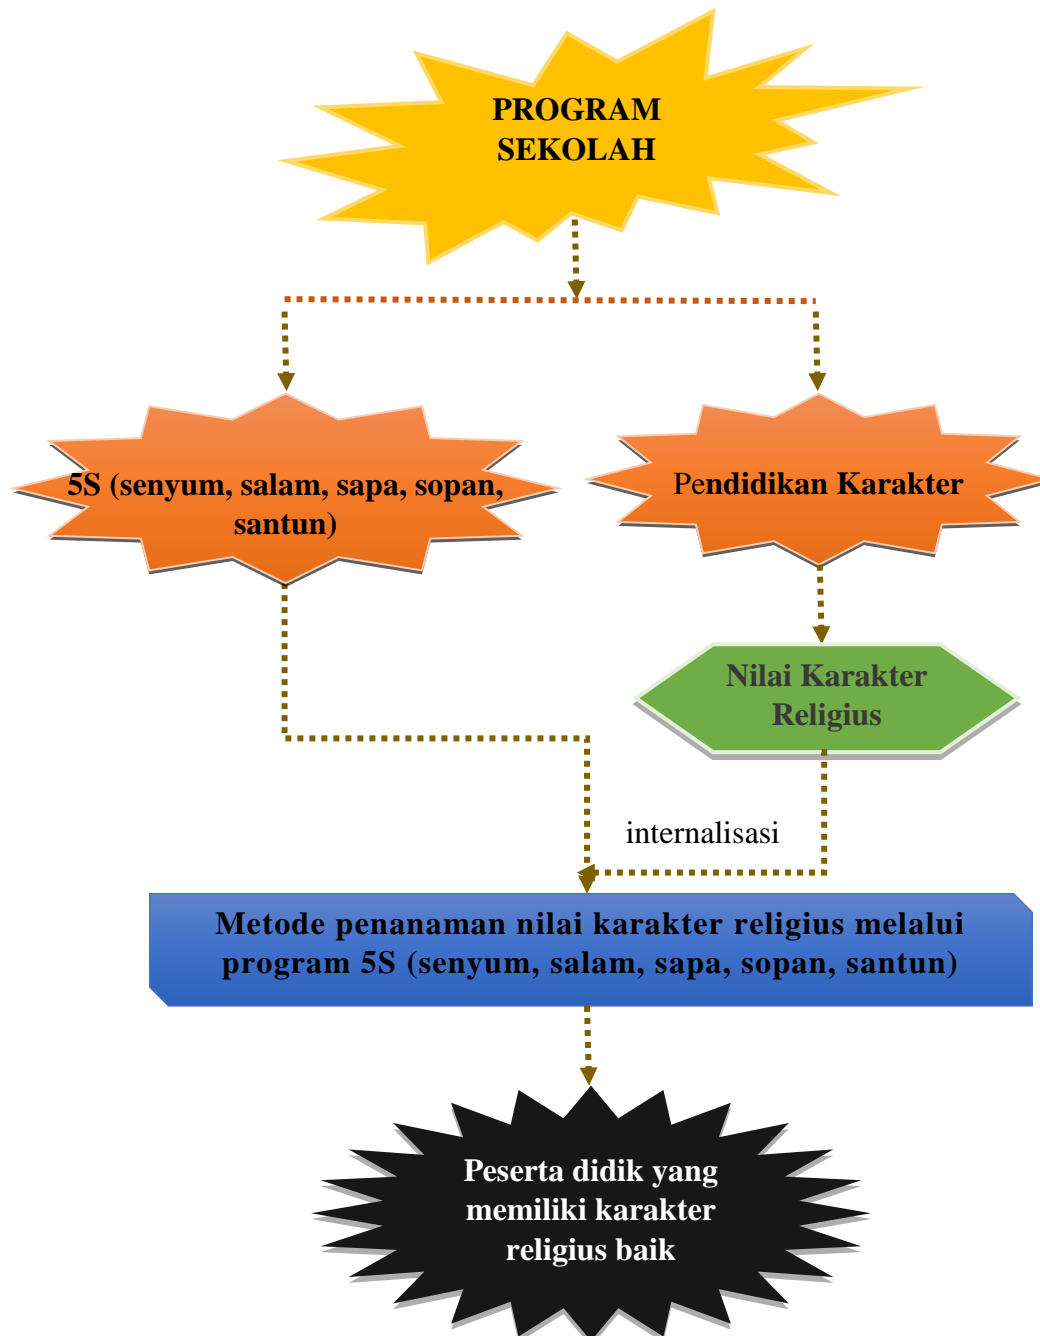 PROGRAM
SEKOLAH
5S (senyum, salam, sapa, sopan,
santun)
Pendidikan Karakter
Nilai Karakter
Religius
internalisasi
Metode penanaman nilai karakter religius melalui
program 5S (senyum, salam, sapa, sopan, santun)
Peserta didik yang
memiliki karakter
religius baik